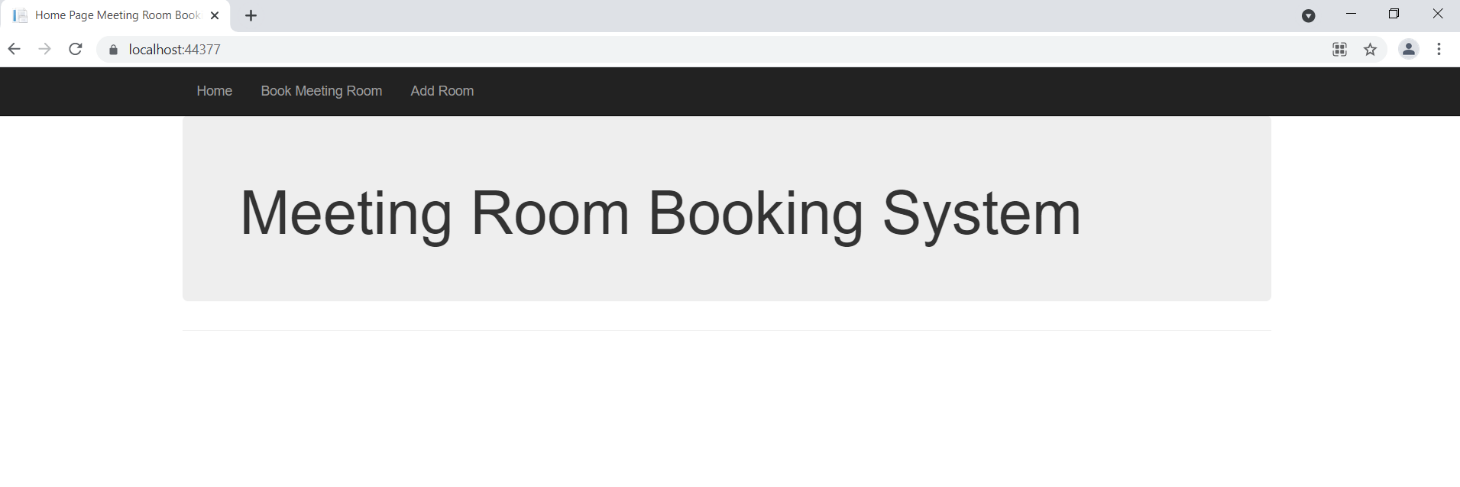 Home Page Meeting Room Book
localhost:44377
Home Book Meeting Room Add Room
Meeting Room Booking System